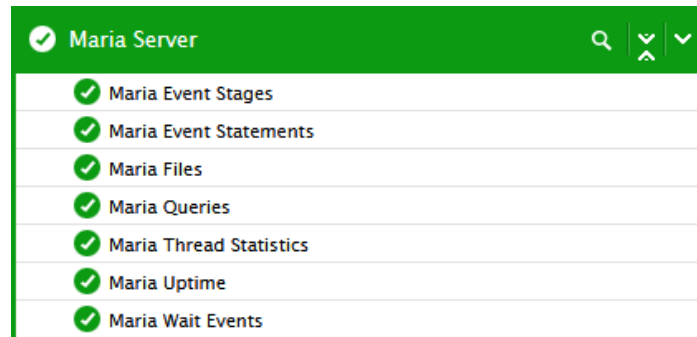 Maria Server
Maria Event Stages
Maria Event Statements
Maria Files
Maria Queries
Maria Thread Statistics
Maria Uptime
Maria Wait Events